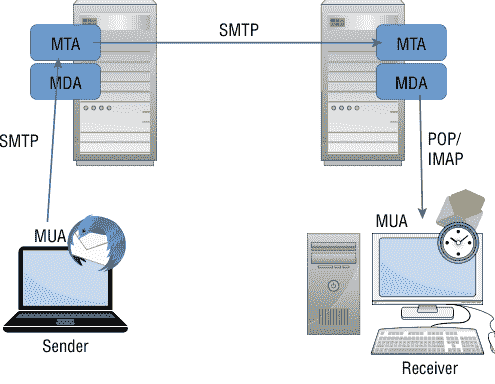 SMTP
MTA
MTA
MDA
MDA
SMTP
POP/
IMAP
MUA
MUA
Sender
Receiver